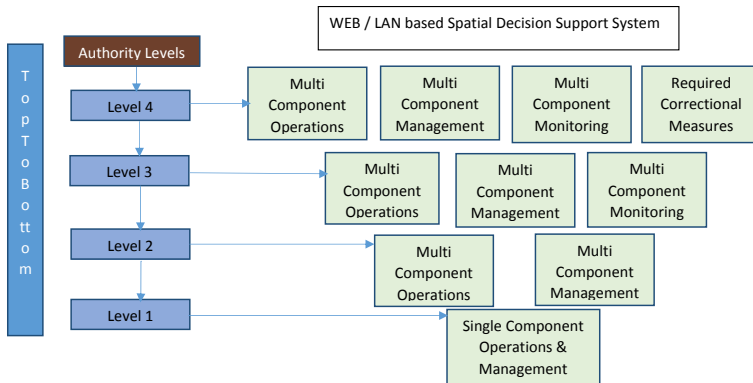 WEB / LAN based Spatial Decision Support System
Authority Levels
T
o
p
T
o
B
o
tt
o
m
Level 4
Multi
Component
Operations
Multi
Component
Management
Multi
Component
Monitoring
Required
Correctional
Measures
Level 3
Multi
Component
Operations
Multi
Component
Management
Multi
Component
Monitoring
Level 2
Multi
Component
Operations
Multi
Component
Management
Level 1
Single Component
Operations &
Management